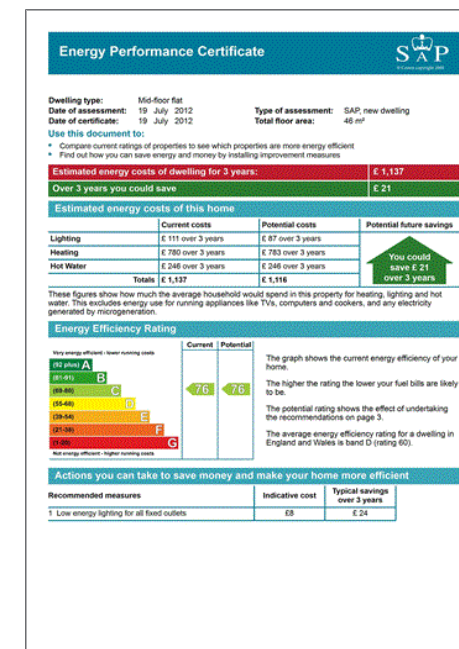 Energy Performance Certificate
SAP
© Crown copyright 2009
Dwelling type: Mid-floor flat
Date of assessment: 19 July 2012 Type of assessment: SAP, new dwelling
Date of certificate: 19 July 2012 Total floor area: 46 m²
Use this document to:
• Compare current ratings of properties to see which properties are more energy efficient
• Find out how you can save energy and money by installing improvement measures
Estimated energy costs of dwelling for 3 years: £ 1,137
Over 3 years you could save £ 21
Estimated energy costs of this home
Current costs Potential costs Potential future savings
Lighting £ 111 over 3 years £ 87 over 3 years
Heating £ 780 over 3 years £ 783 over 3 years
Hot Water £ 246 over 3 years £ 246 over 3 years
Totals £ 1,137 £ 1,116
You could
save £ 21
over 3 years
These figures show how much the average household would spend in this property for heating, lighting and hot
water. This excludes energy use for running appliances like TVs, computers and cookers, and any electricity
generated by microgeneration.
Energy Efficiency Rating
Current Potential
Very energy efficient - lower running costs
(92 plus) A
(81-91) B
(69-80) C
(55-68) D
(39-54) E
(21-38) F
(1-20) G
Not energy efficient - higher running costs
76 76
The graph shows the current energy efficiency of your
home.
The higher the rating the lower your fuel bills are likely
to be.
The potential rating shows the effect of undertaking
the recommendations on page 3.
The average energy efficiency rating for a dwelling in
England and Wales is band D (rating 60).
Actions you can take to save money and make your home more efficient
Recommended measures Indicative cost Typical savings
over 3 years
1 Low energy lighting for all fixed outlets £8 £ 24